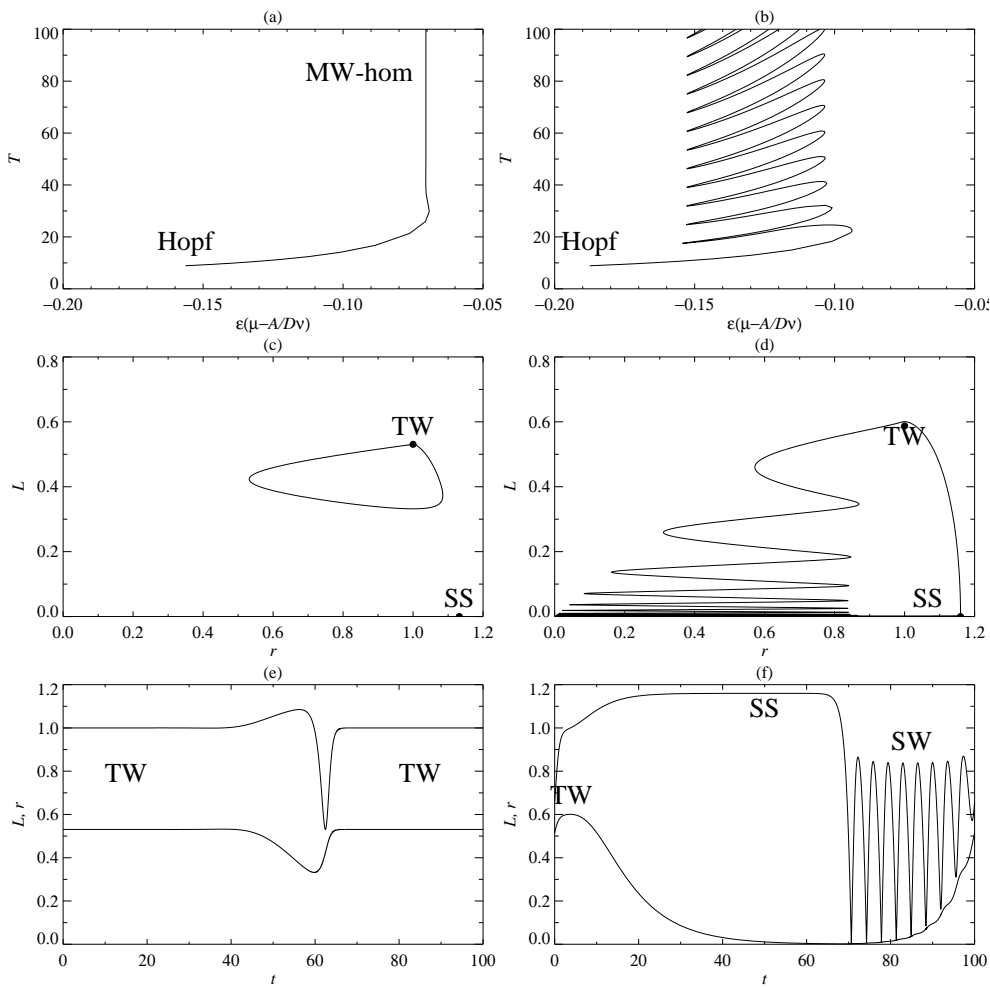 (a)
100
80
60
40
20
0
T
MW-hom
Hopf
−0.20
−0.15
−0.10
−0.05
ε(μ−A/Dν)
(b)
100
80
60
40
20
0
T
Hopf
−0.20
−0.15
−0.10
−0.05
ε(μ−A/Dν)
(c)
0.8
0.6
0.4
0.2
0.0
L
TW
SS
0.0
0.2
0.4
0.6
0.8
1.0
1.2
r
(d)
0.8
0.6
0.4
0.2
0.0
L
TW
SS
0.0
0.2
0.4
0.6
0.8
1.0
1.2
r
(e)
1.2
1.0
0.8
0.6
0.4
0.2
0.0
L, r
TW
TW
0
20
40
60
80
100
t
(f)
1.2
1.0
0.8
0.6
0.4
0.2
0.0
L, r
SS
SW
TW
0
20
40
60
80
100
t